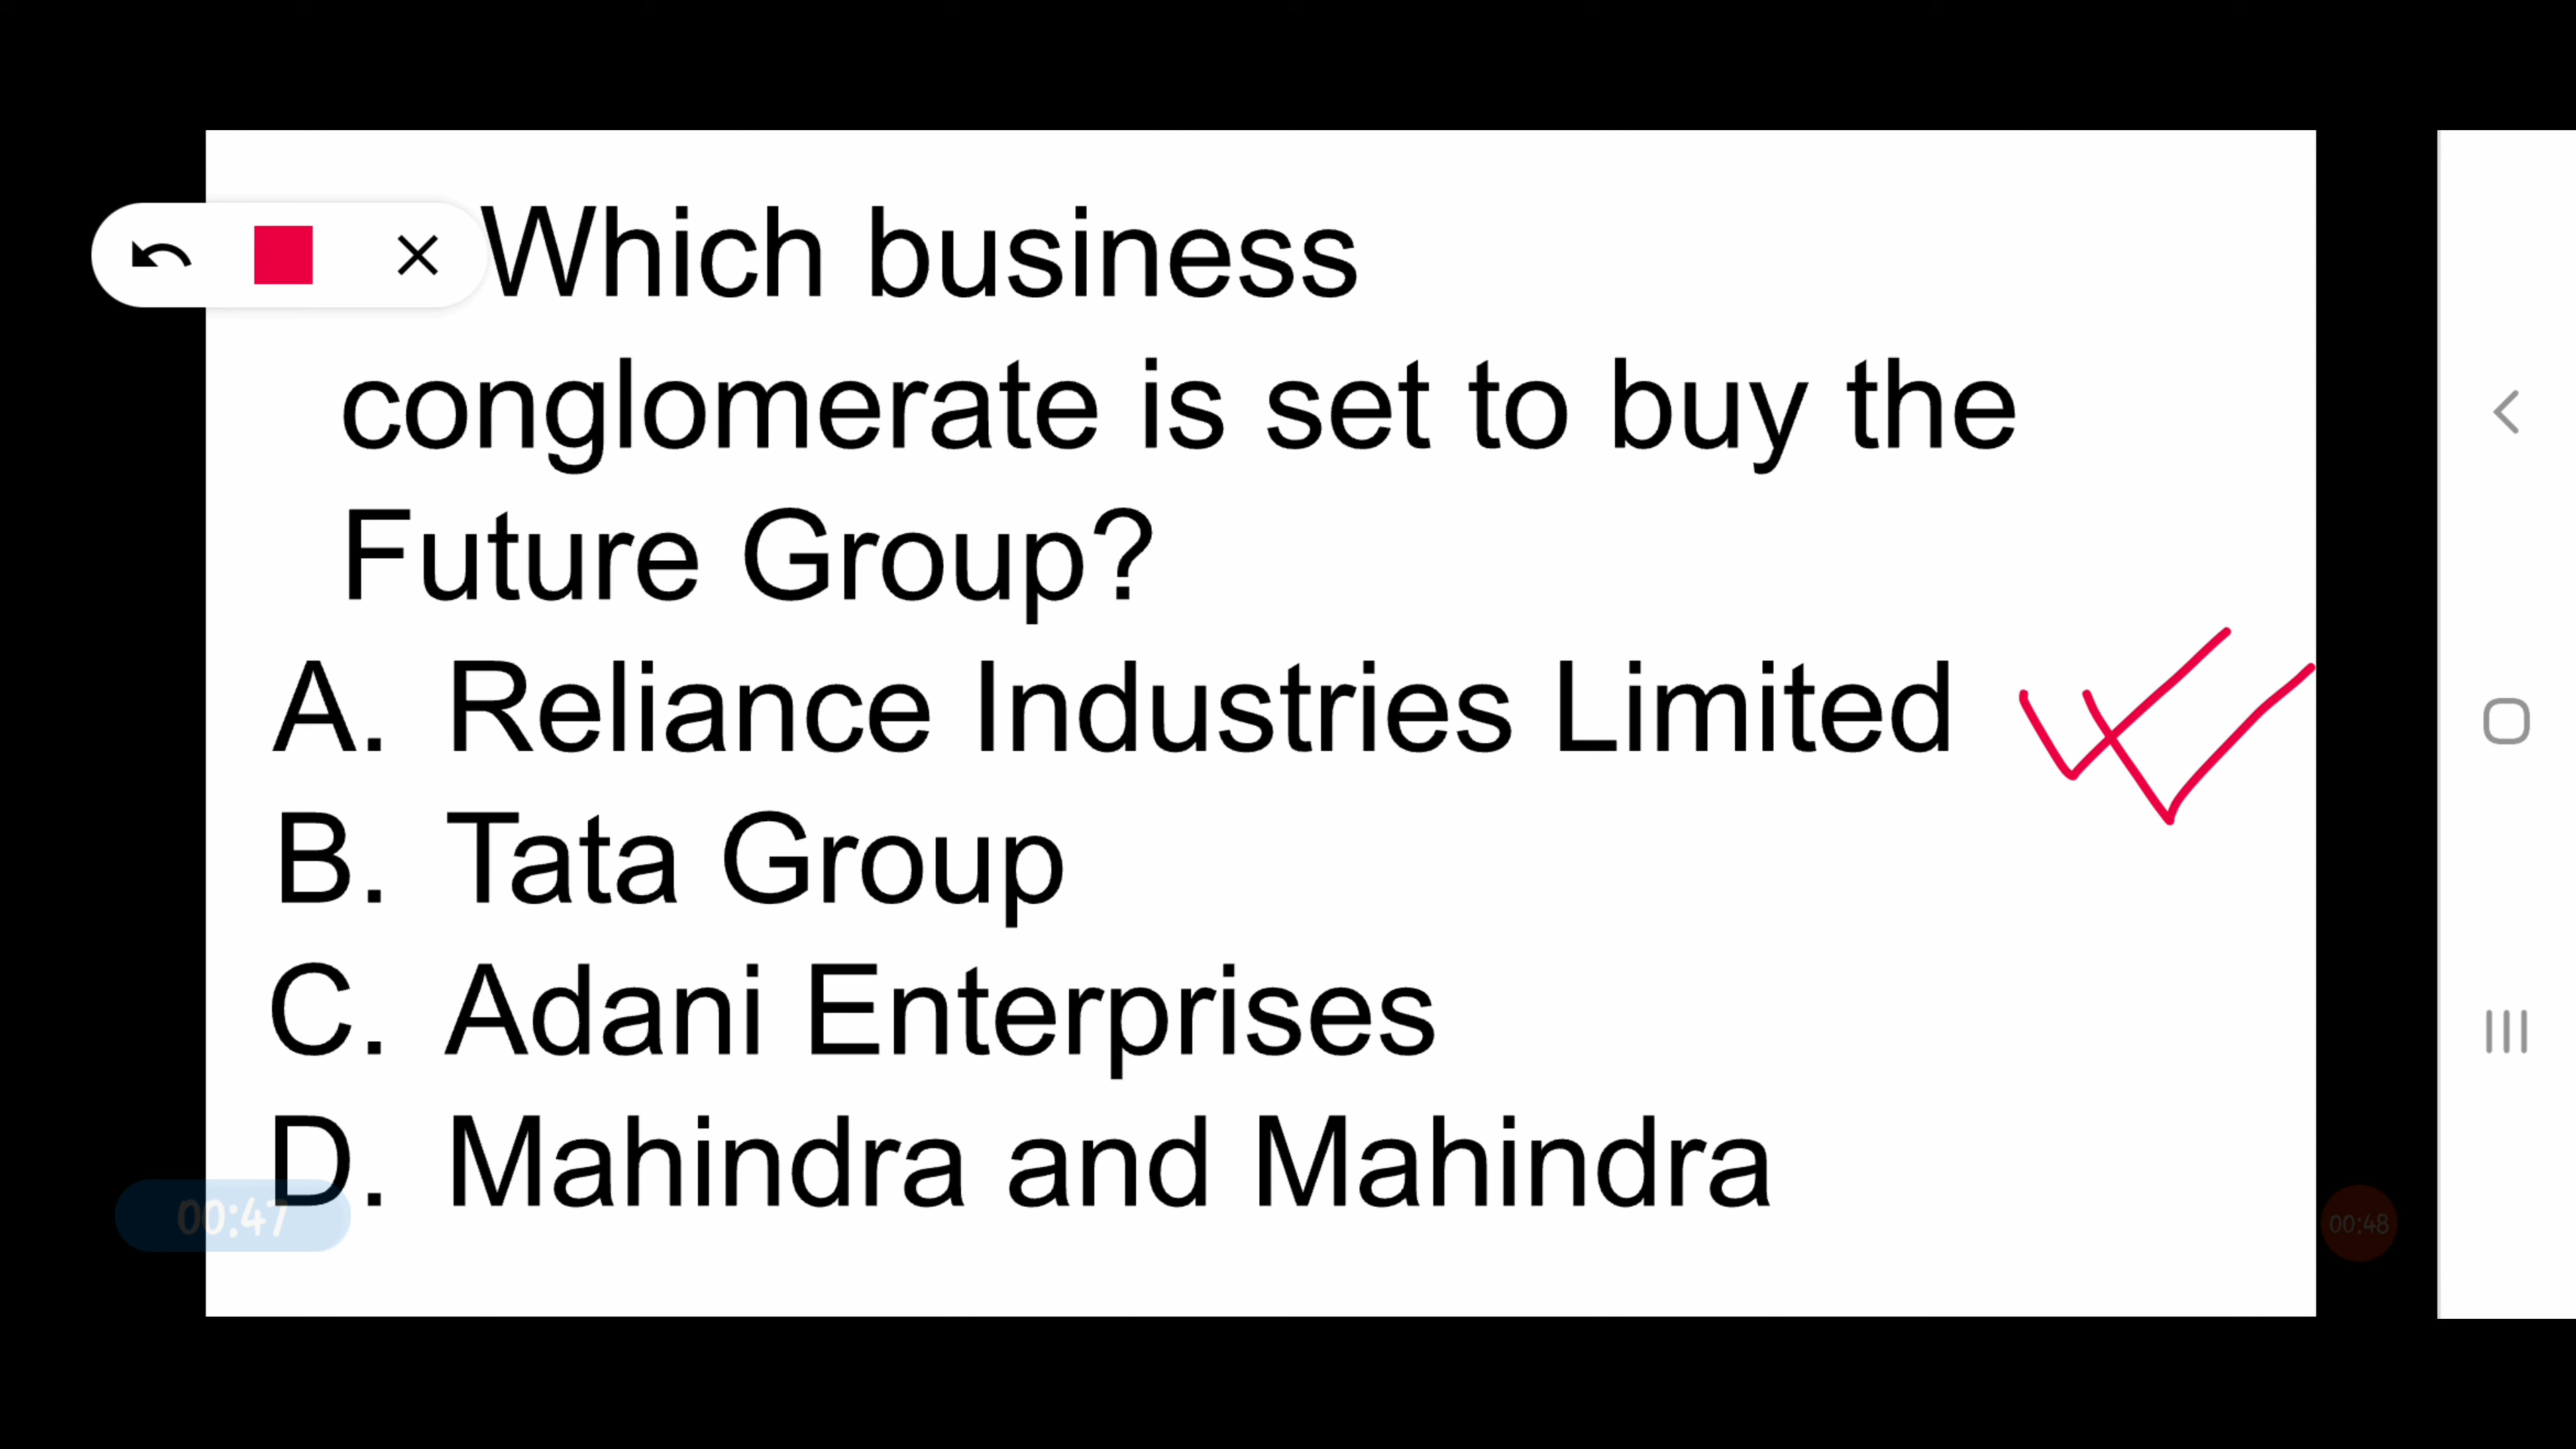 Which business
conglomerate is set to buy the
Future Group?
A. Reliance Industries Limited
B. Tata Group
C. Adani Enterprises
D. Mahindra and Mahindra
00:47
00:48